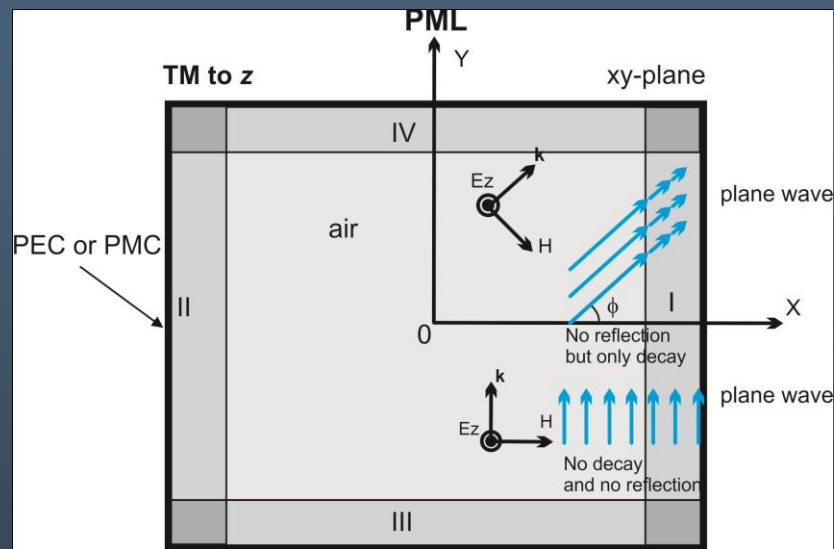 PML
Y
TM to z
xy-plane
IV
k
Ez
plane wave
air
H
PEC or PMC
II
ϕ
I
X
0
No reflection
but only decay
k
plane wave
H
Ez
No decay
and no reflection
III